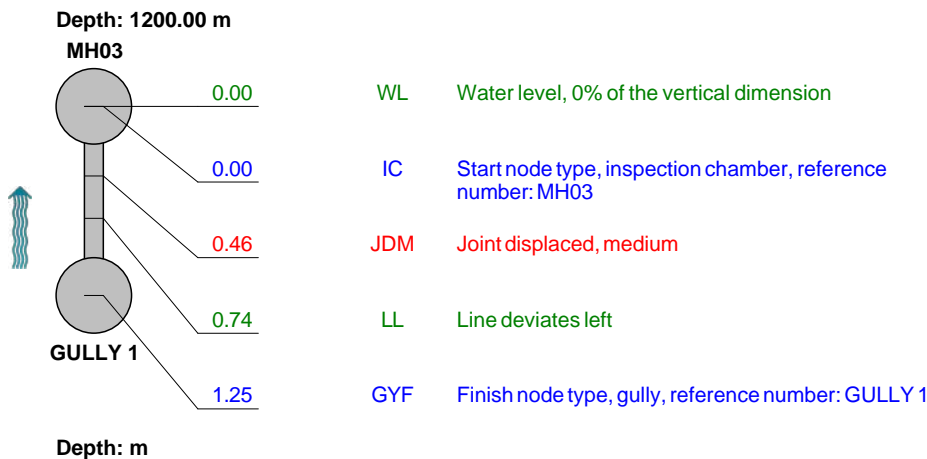 Depth: 1200.00 m
MH03
0.00 WL Water level, 0% of the vertical dimension
0.00 IC Start node type, inspection chamber, reference
number: MH03
0.46 JDM Joint displaced, medium
0.74 LL Line deviates left
GULLY 1
1.25 GYF Finish node type, gully, reference number: GULLY 1
Depth: m